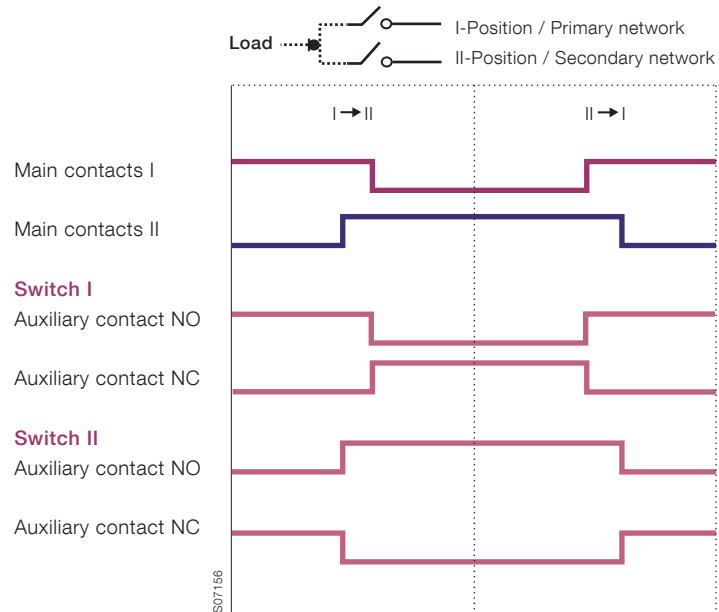 I-Position / Primary network
Load
II-Position / Secondary network
I → II
II → I
Main contacts I
Main contacts II
Switch I
Auxiliary contact NO
Auxiliary contact NC
Switch II
Auxiliary contact NO
Auxiliary contact NC
S07156